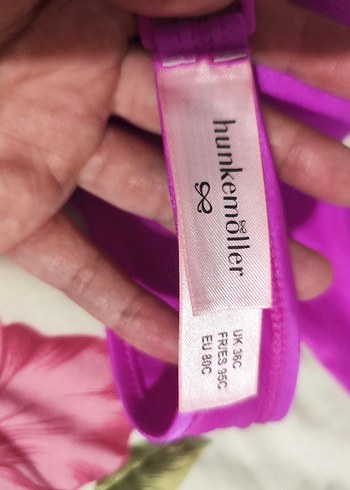 hunkemöller
UK 36C
FR/ES 95C
EU 80C